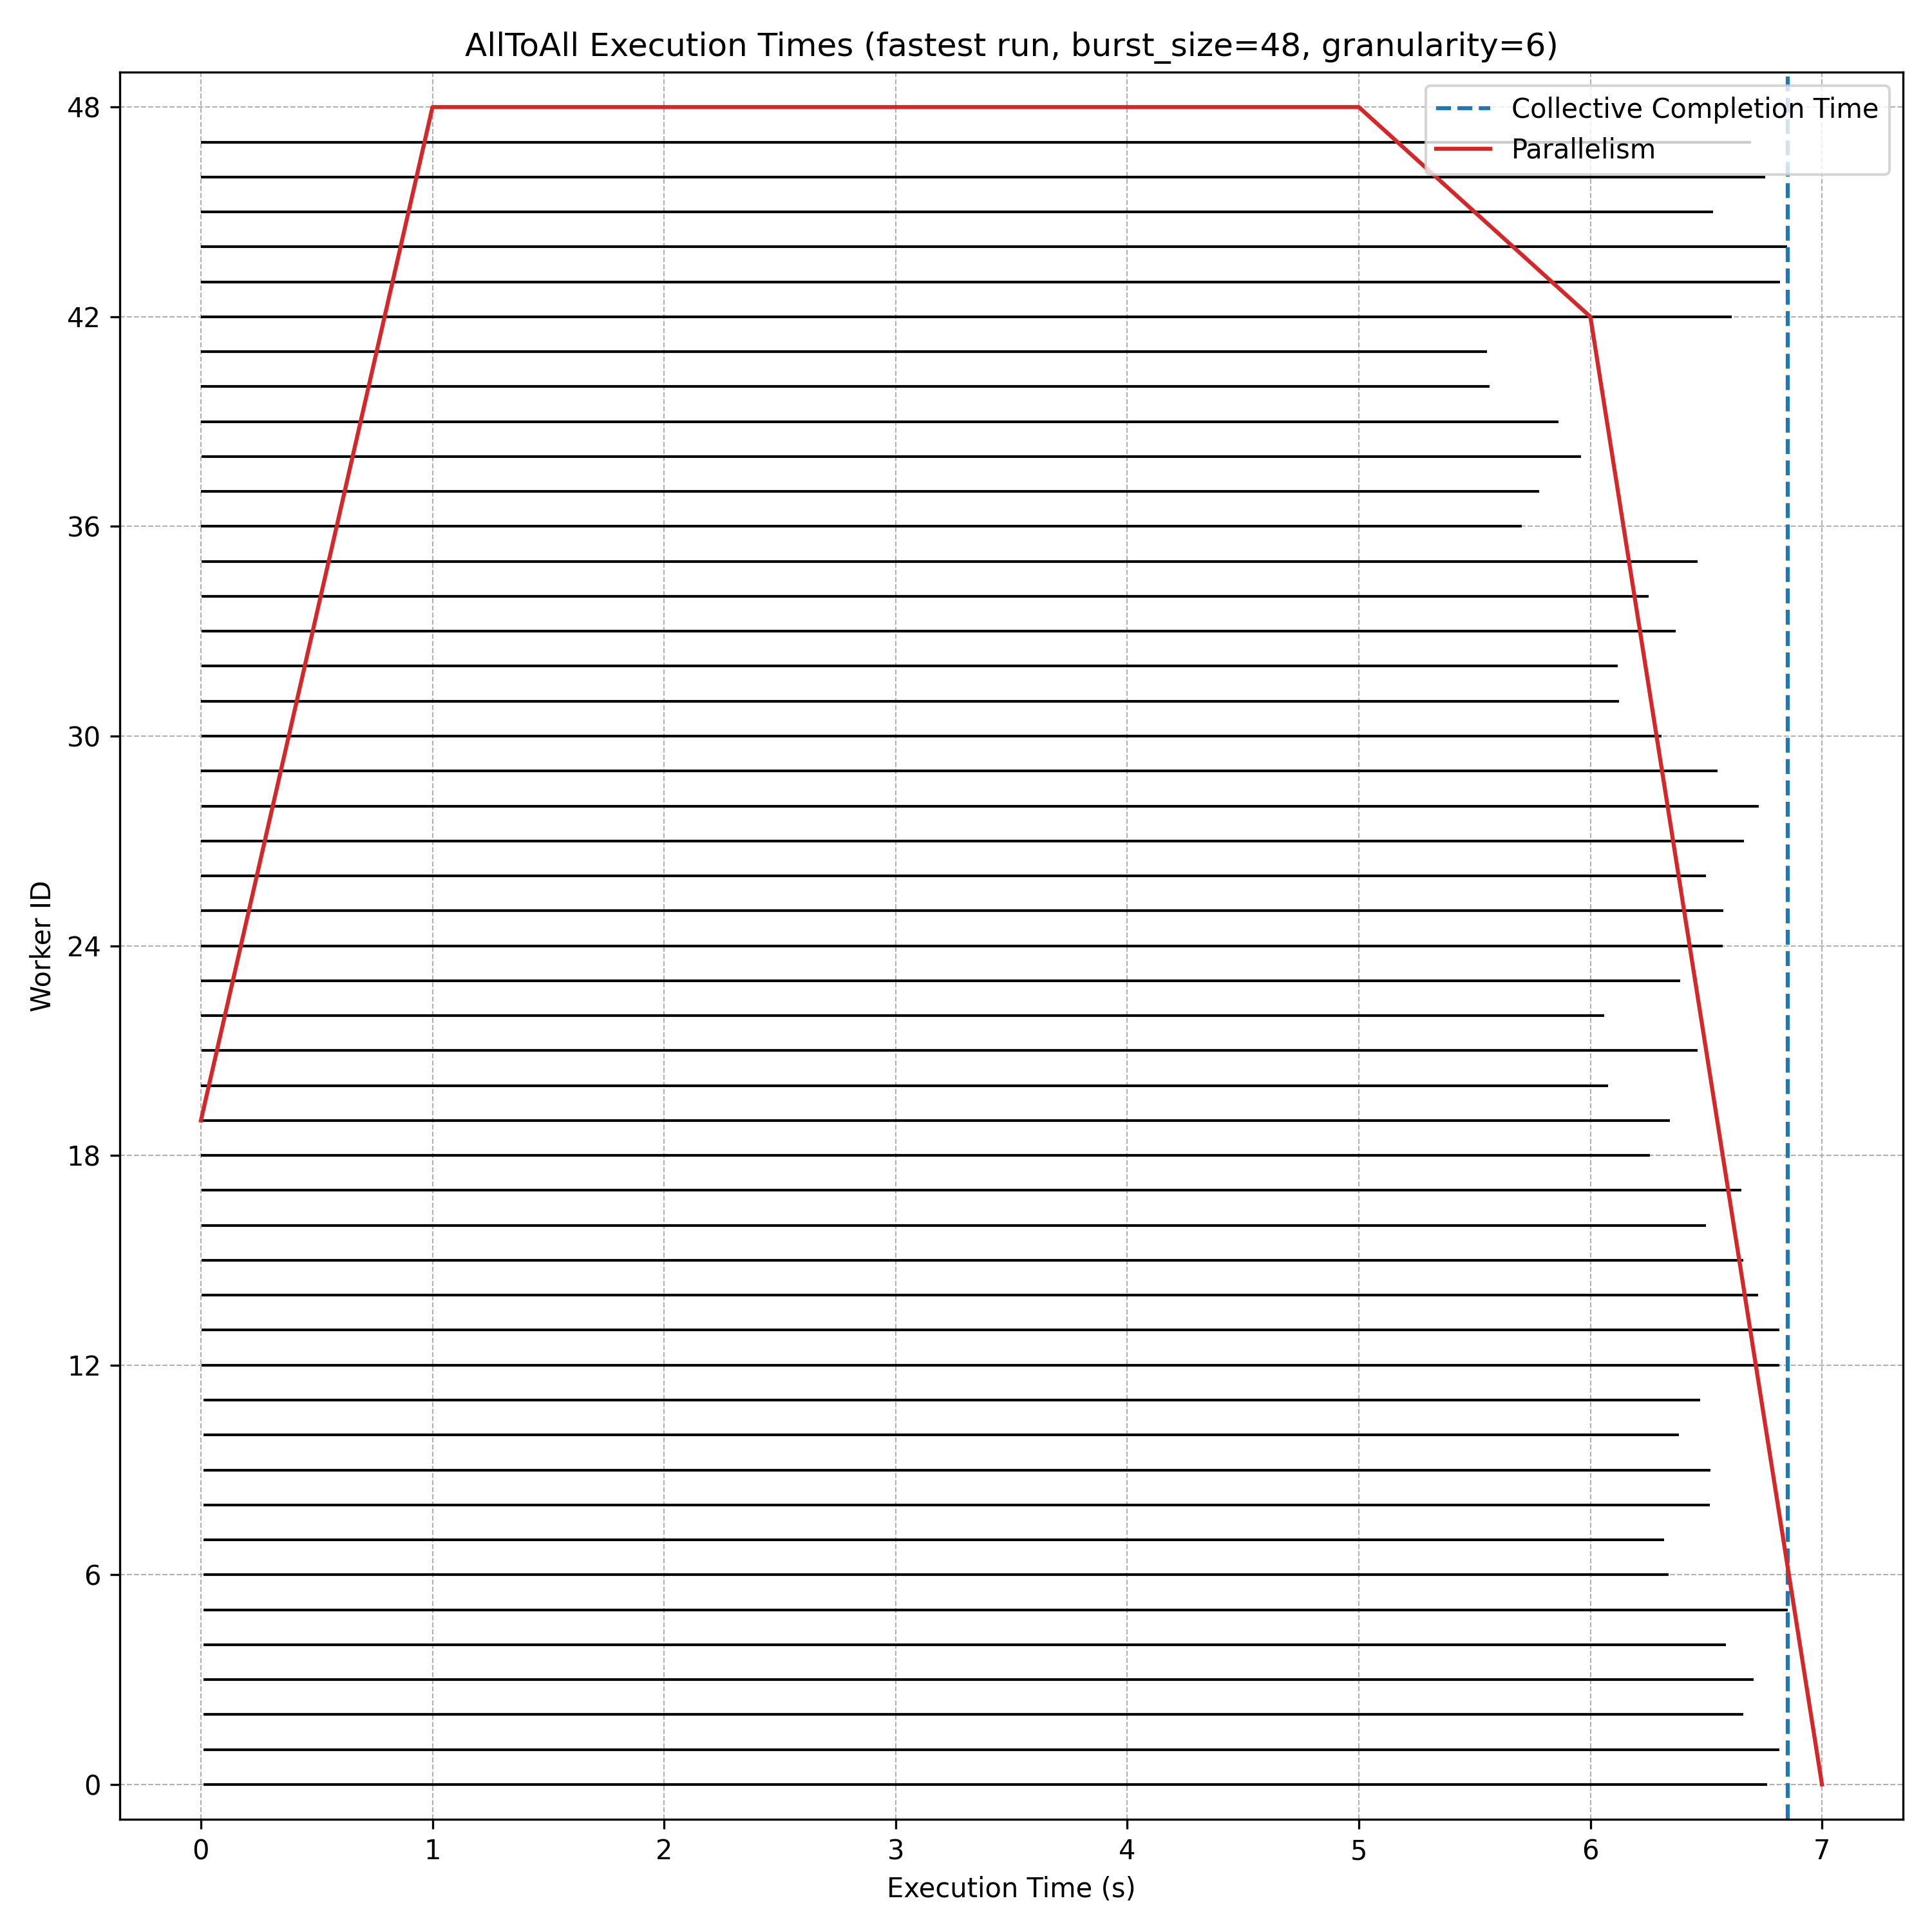 AllToAll Execution Times (fastest run, burst_size=48, granularity=6)
Collective Completion Time
Parallelism
48
42
36
30
24
18
12
6
0
Worker ID
0 1 2 3 4 5 6 7
Execution Time (s)